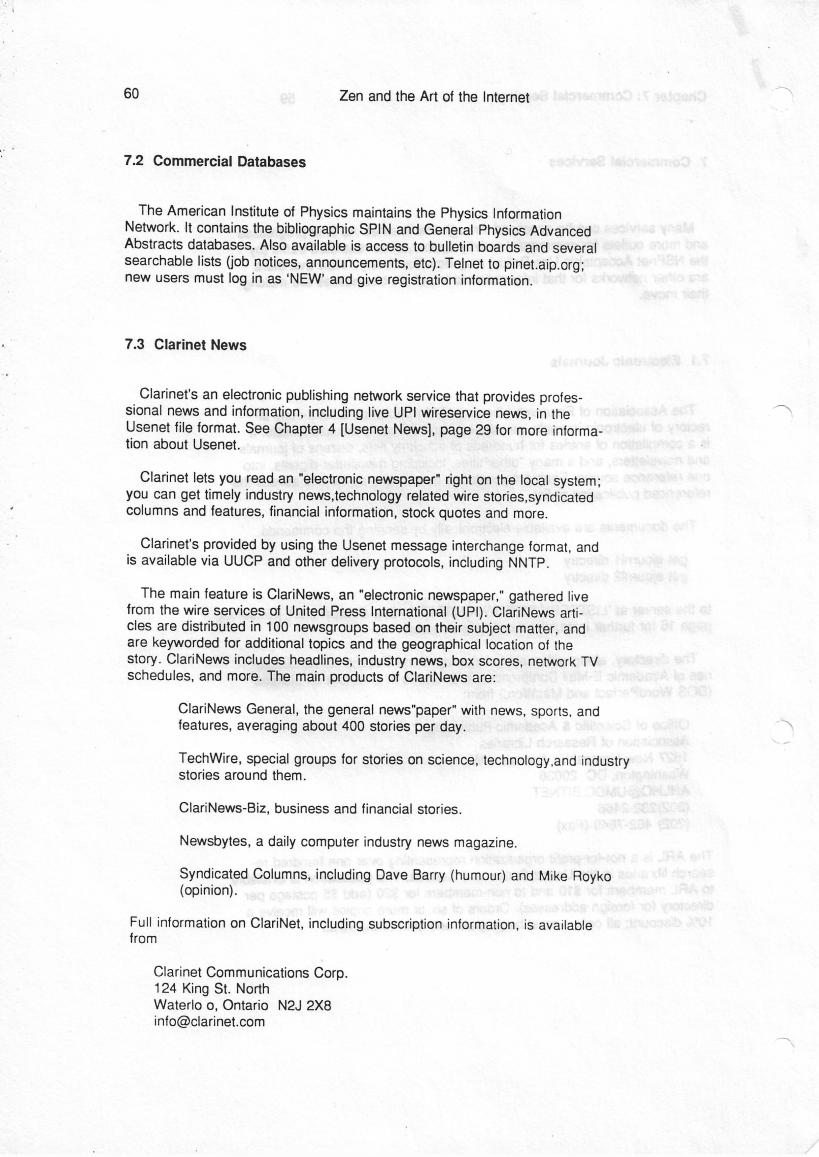 60
Zen and the Art of the Internet
7.2 Commercial Databases
The American Institute of Physics maintains the Physics Information
Network. It contains the bibliographic SPIN and General Physics Advanced
Abstracts databases. Also available is access to bulletin boards and several
searchable lists (job notices, announcements, etc). Telnet to pinet.aip.org;
new users must log in as ‘NEW’ and give registration information.
7.3 Clarinet News
Clarinet's an electronic publishing network service that provides profes-
sional news and information, including live UPI wireservice news, in the
Usenet file format. See Chapter 4 [Usenet News], page 29 for more informa-
tion about Usenet.
Clarinet lets you read an "electronic newspaper" right on the local system;
you can get timely industry news,technology related wire stories,syndicated
columns and features, financial information, stock quotes and more.
Clarinet's provided by using the Usenet message interchange format, and
is available via UUCP and other delivery protocols, including NNTP.
The main feature is ClariNews, an "electronic newspaper," gathered live
from the wire services of United Press International (UPI). ClariNews arti-
cles are distributed in 100 newsgroups based on their subject matter, and
are keyworded for additional topics and the geographical location of the
story. ClariNews includes headlines, industry news, box scores, network TV
schedules, and more. The main products of ClariNews are:
ClariNews General, the general news"paper" with news, sports, and
features, averaging about 400 stories per day.
TechWire, special groups for stories on science, technology,and industry
stories around them.
ClariNews-Biz, business and financial stories.
Newsbytes, a daily computer industry news magazine.
Syndicated Columns, including Dave Barry (humour) and Mike Royko
(opinion).
Full information on ClariNet, including subscription information, is available
from
Clarinet Communications Corp.
124 King St. North
Waterlo o, Ontario N2J 2X8
info@clarinet.com